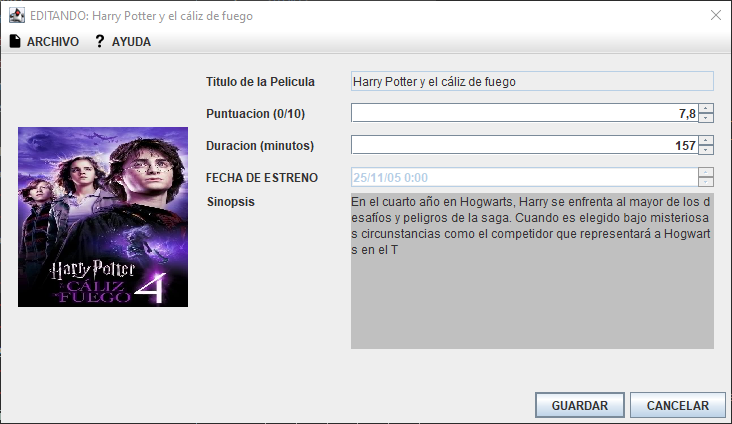 EDITANDO: Harry Potter y el cáliz de fuego
ARCHIVO ? AYUDA
Titulo de la Pelicula Harry Potter y el cáliz de fuego
Puntuacion (0/10) 7,8
Duracion (minutos) 157
FECHA DE ESTRENO 25/11/05 0:00
Sinopsis
En el cuarto año en Hogwarts, Harry se enfrenta al mayor de los d
esafíos y peligros de la saga. Cuando es elegido bajo misteriosa
s circunstancias como el competidor que representará a Hogwart
s en el T
Harry Potter
CÁLIZ
FUEGO 4
GUARDAR CANCELAR